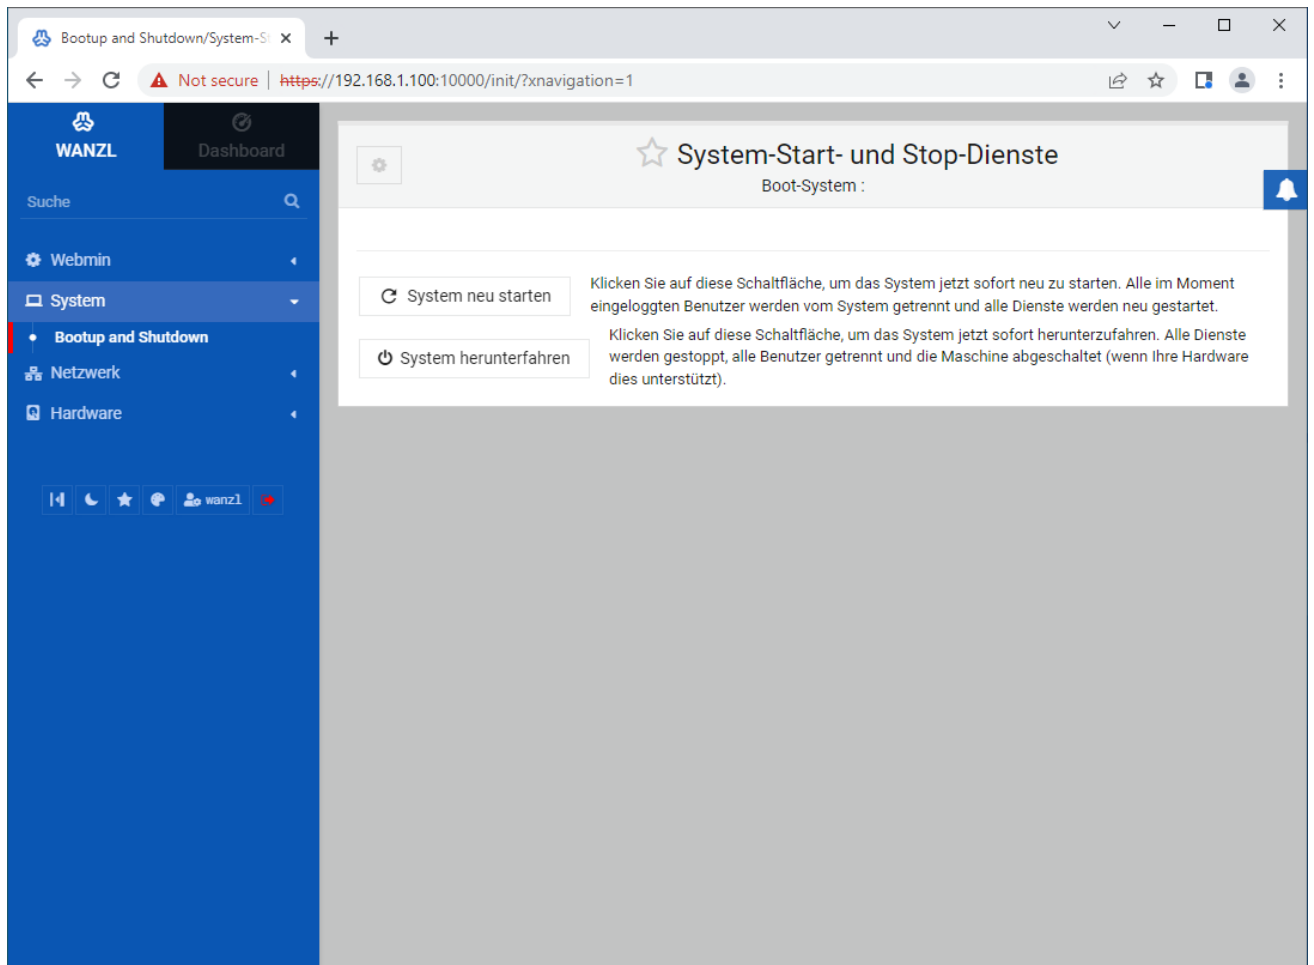 Bootup and Shutdown/System-S
Not secure | https://192.168.1.100:10000/init/?xnavigation=1
WANZL
Dashboard
Suche
Webmin
System
Bootup and Shutdown
Netzwerk
Hardware
wanzl
System-Start- und Stop-Dienste
Boot-System :
System neu starten
Klicken Sie auf diese Schaltfläche, um das System jetzt sofort neu zu starten. Alle im Moment
eingeloggten Benutzer werden vom System getrennt und alle Dienste werden neu gestartet.
System herunterfahren
Klicken Sie auf diese Schaltfläche, um das System jetzt sofort herunterzufahren. Alle Dienste
werden gestoppt, alle Benutzer getrennt und die Maschine abgeschaltet (wenn Ihre Hardware
dies unterstützt).